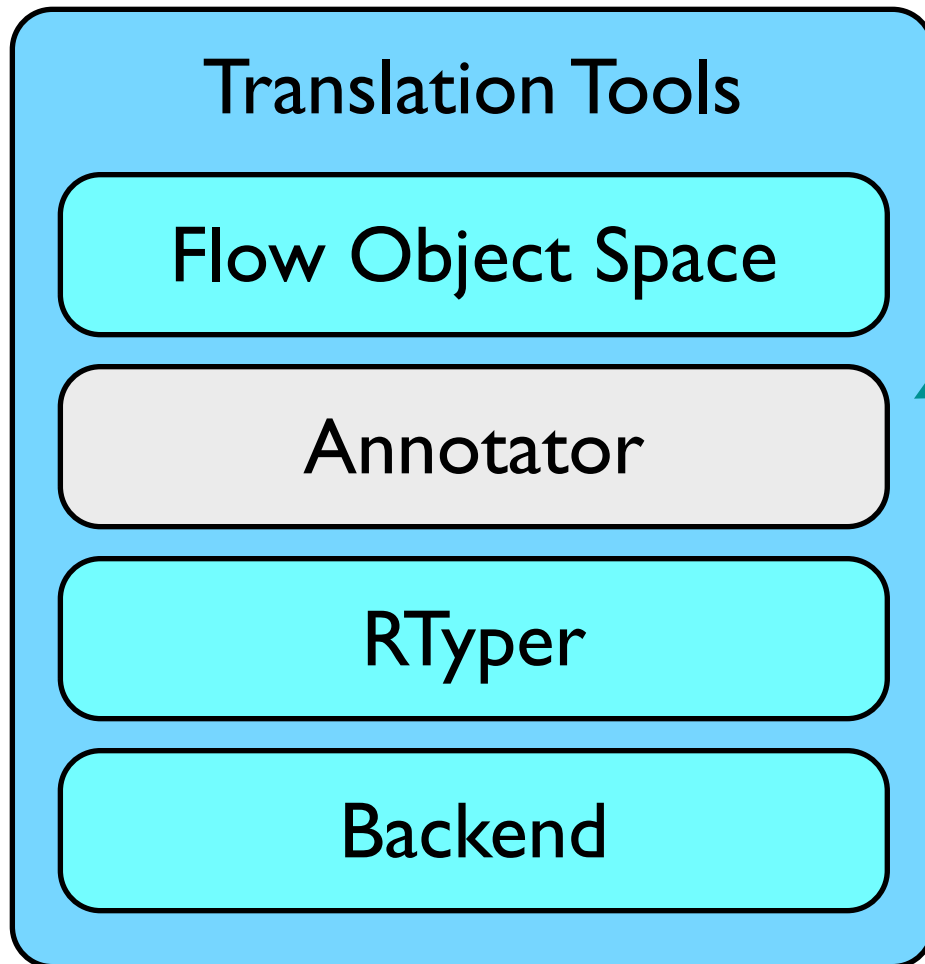 Translation Tools
Flow Object Space
Annotator
RTyper
Backend